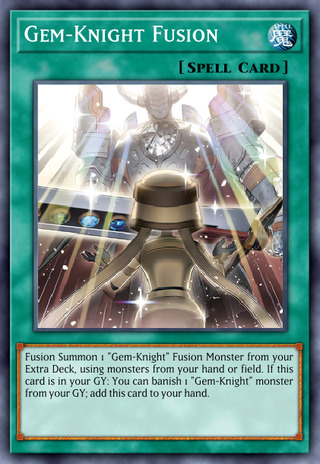 Gem-Knight Fusion
魔
[Spell Card]
Fusion Summon 1 "Gem-Knight" Fusion Monster from your
Extra Deck, using monsters from your hand or field. If this
card is in your GY: You can banish 1 "Gem-Knight" monster
from your GY; add this card to your hand.